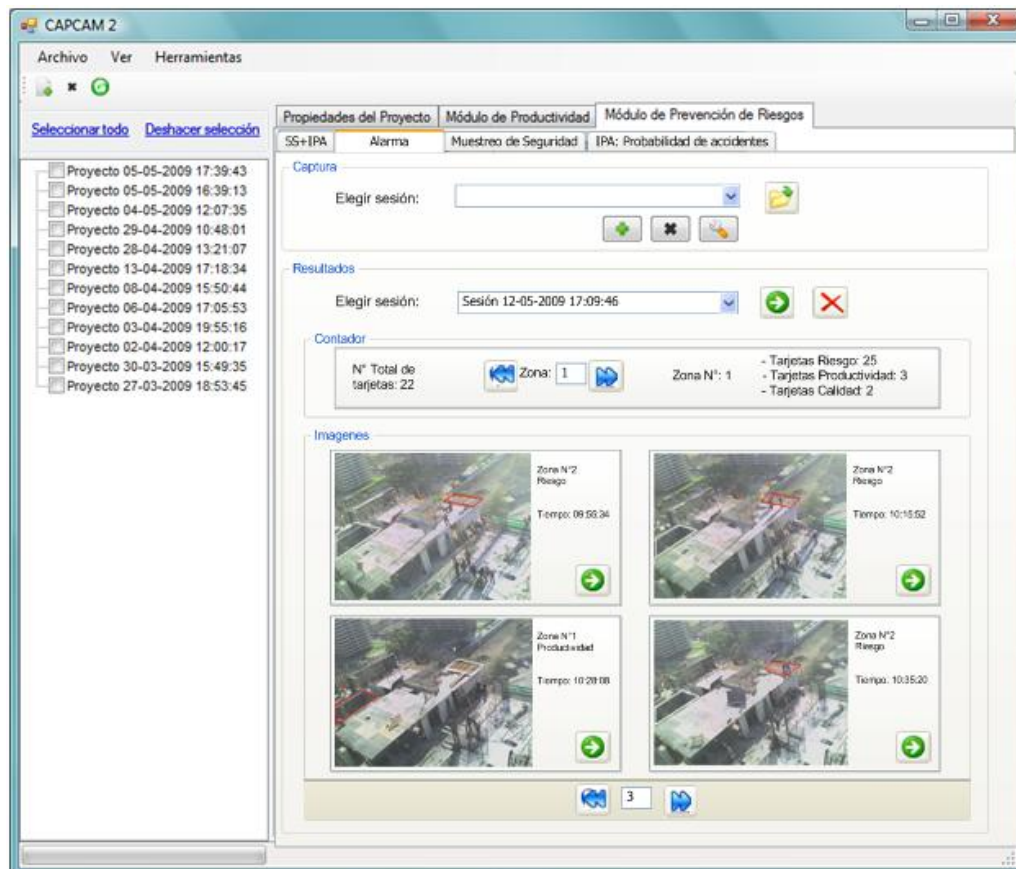 CAPCAM 2
Archivo Ver Herramientas
Seleccionar todo Deshacer selección
Proyecto 05-05-2009 17:39:43
Proyecto 05-05-2009 16:39:13
Proyecto 04-05-2009 12:07:35
Proyecto 29-04-2009 10:48:01
Proyecto 28-04-2009 13:21:07
Proyecto 13-04-2009 17:18:34
Proyecto 08-04-2009 15:50:44
Proyecto 06-04-2009 17:05:53
Proyecto 03-04-2009 19:55:16
Proyecto 02-04-2009 12:00:17
Proyecto 30-03-2009 15:49:35
Proyecto 27-03-2009 18:53:45
Propiedades del Proyecto Módulo de Productividad Módulo de Prevención de Riesgos
SS+IPA Alarma Muestreo de Seguridad IPA: Probabilidad de accidentes
Captura
Elegir sesión:
Resultados
Elegir sesión: Sesión 12-05-2009 17:09:46
Contador
N° Total de
tarjetas: 22
Zona: 1
Zona N°: 1
- Tarjetas Riesgo: 25
- Tarjetas Productividad: 3
- Tarjetas Calidad: 2
Imagenes
Zona N°2
Riesgo
Tiempo: 09:55:34
Zona N°2
Riesgo
Tiempo: 10:15:52
Zona N°1
Productividad
Tiempo: 10:28:08
Zona N°2
Riesgo
Tiempo: 10:35:20
3